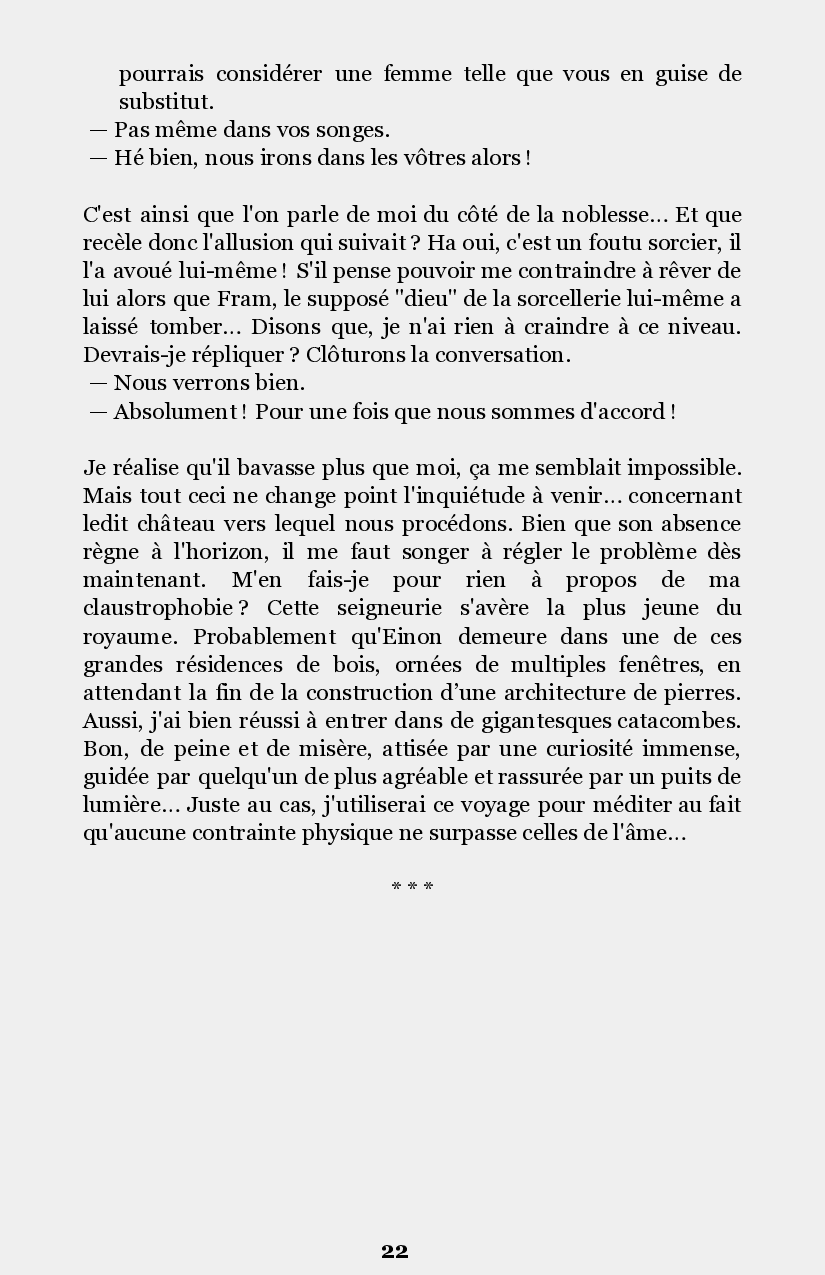 pourrais considérer une femme telle que vous en guise de
substitut.
— Pas même dans vos songes.
— Hé bien, nous irons dans les vôtres alors !
C'est ainsi que l'on parle de moi du côté de la noblesse... Et que
recèle donc l'allusion qui suivait ? Ha oui, c'est un foutu sorcier, il
l'a avoué lui-même ! S'il pense pouvoir me contraindre à rêver de
lui alors que Fram, le supposé "dieu" de la sorcellerie lui-même a
laissé tomber... Disons que, je n'ai rien à craindre à ce niveau.
Devrais-je répliquer ? Clôturons la conversation.
— Nous verrons bien.
— Absolument ! Pour une fois que nous sommes d'accord !
Je réalise qu'il bavasse plus que moi, ça me semblait impossible.
Mais tout ceci ne change point l'inquiétude à venir... concernant
ledit château vers lequel nous procédons. Bien que son absence
règne à l'horizon, il me faut songer à régler le problème dès
maintenant. M'en fais-je pour rien à propos de ma
claustrophobie ? Cette seigneurie s'avère la plus jeune du
royaume. Probablement qu'Einon demeure dans une de ces
grandes résidences de bois, ornées de multiples fenêtres, en
attendant la fin de la construction d’une architecture de pierres.
Aussi, j'ai bien réussi à entrer dans de gigantesques catacombes.
Bon, de peine et de misère, attisée par une curiosité immense,
guidée par quelqu'un de plus agréable et rassurée par un puits de
lumière... Juste au cas, j'utiliserai ce voyage pour méditer au fait
qu'aucune contrainte physique ne surpasse celles de l'âme...
* * *
22